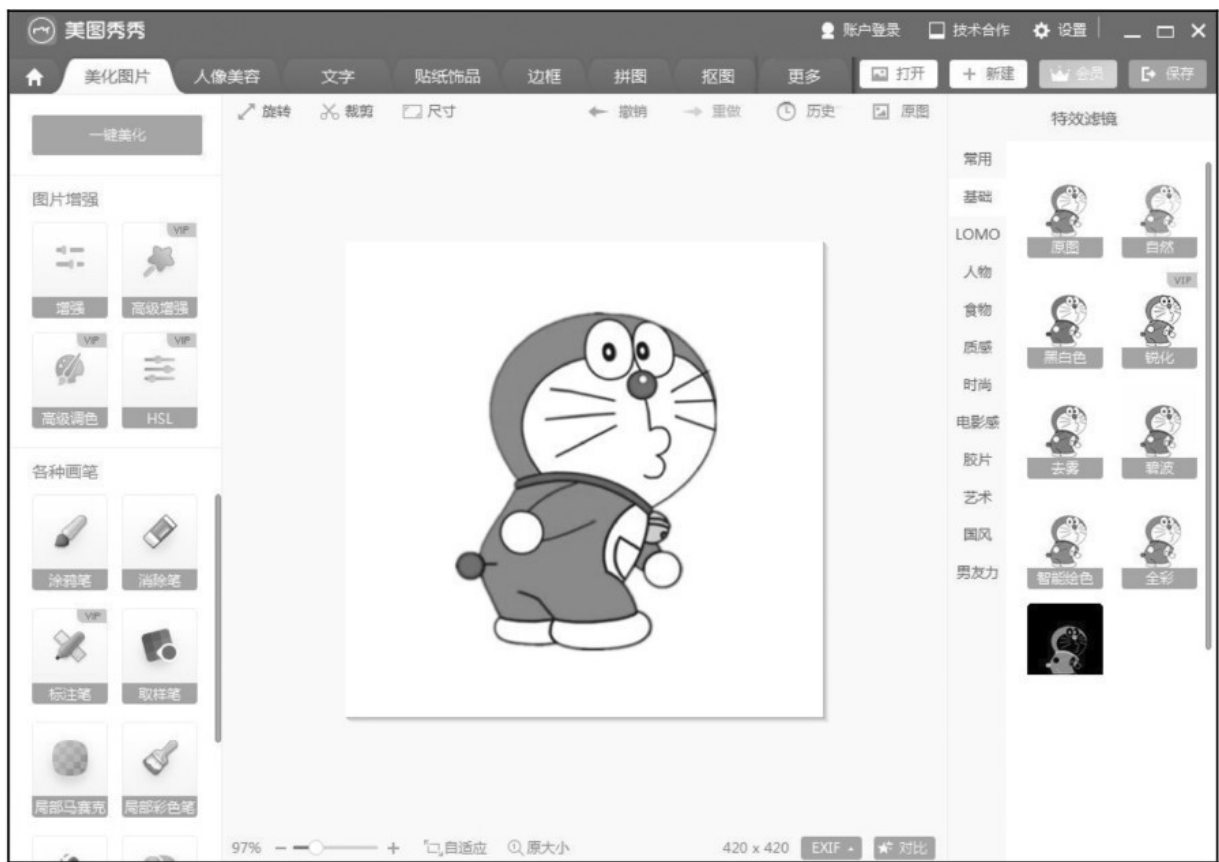 美图秀秀
账户登录 技术合作 设置
美化图片 人像美容 文字 贴纸饰品 边框 拼图 抠图 更多 打开 新建 会员 保存
一键美化
旋转 裁剪 尺寸 撤销 重做 历史 原图
特效滤镜
图片增强
VIP
增强 高级增强
VIP VIP
高级调色 HSL
各种画笔
涂鸦笔 消除笔
VIP
标注笔 取样笔
局部马赛克 局部彩色笔
常用
基础
LOMO
人物
食物
质感
时尚
电影感
胶片
艺术
国风
男友力
原图 自然
VIP
黑白色 锐化
去雾 碧波
智能绘色 全彩
97% 自适应 原大小 420 x 420 EXIF 对比